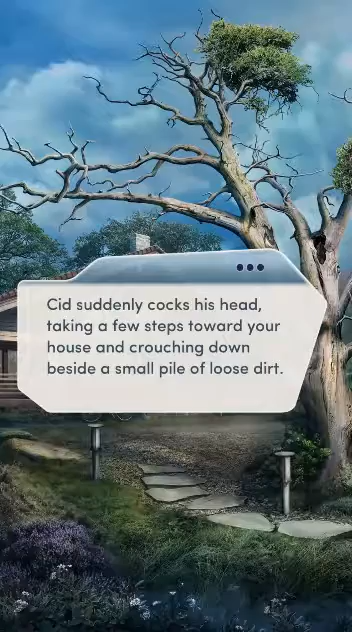 Cid suddenly cocks his head,
taking a few steps toward your
house and crouching down
beside a small pile of loose dirt.